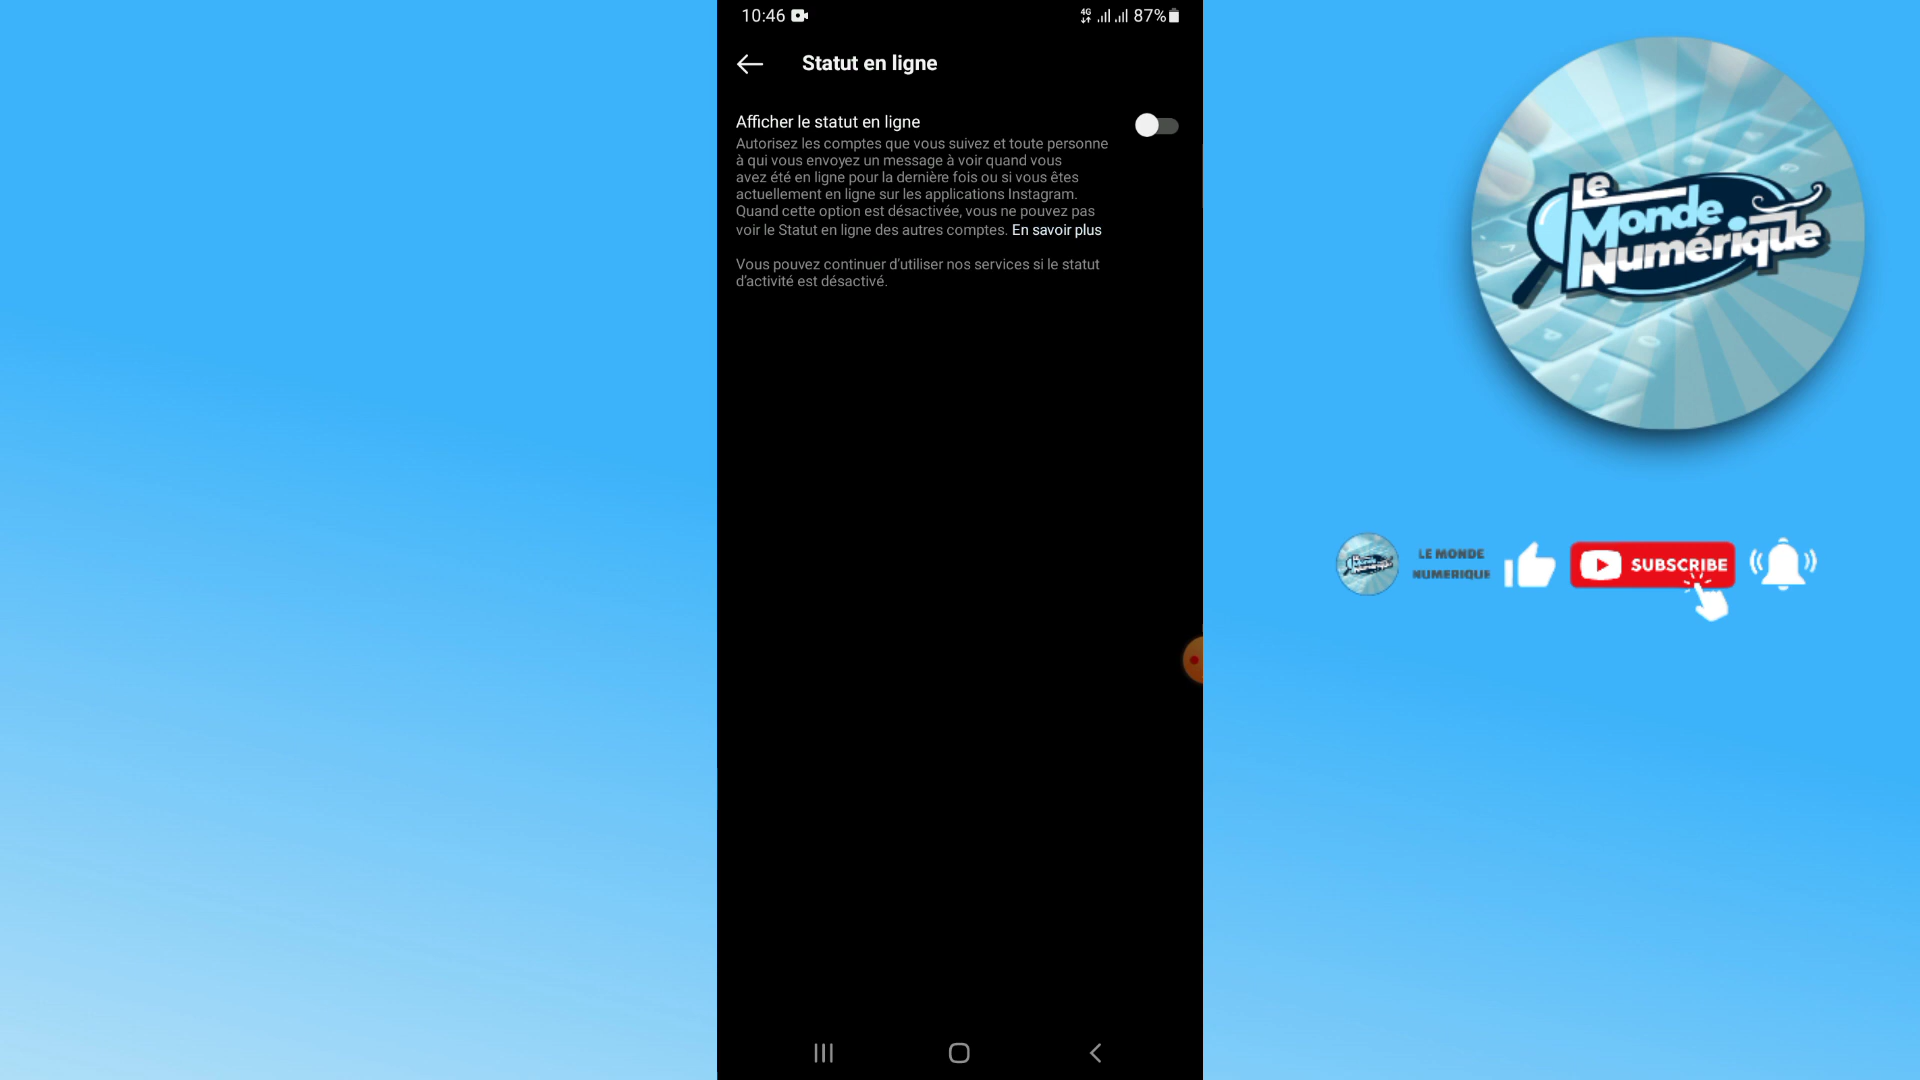 10:46
4G
87%
Statut en ligne
Afficher le statut en ligne
Autorisez les comptes que vous suivez et toute personne
à qui vous envoyez un message à voir quand vous
avez été en ligne pour la dernière fois ou si vous êtes
actuellement en ligne sur les applications Instagram.
Quand cette option est désactivée, vous ne pouvez pas
voir le Statut en ligne des autres comptes. En savoir plus
Vous pouvez continuer d'utiliser nos services si le statut
d'activité est désactivé.
Le
Monde
Numérique
Le Monde Numérique
LE MONDE
NUMERIQUE
SUBSCRIBE